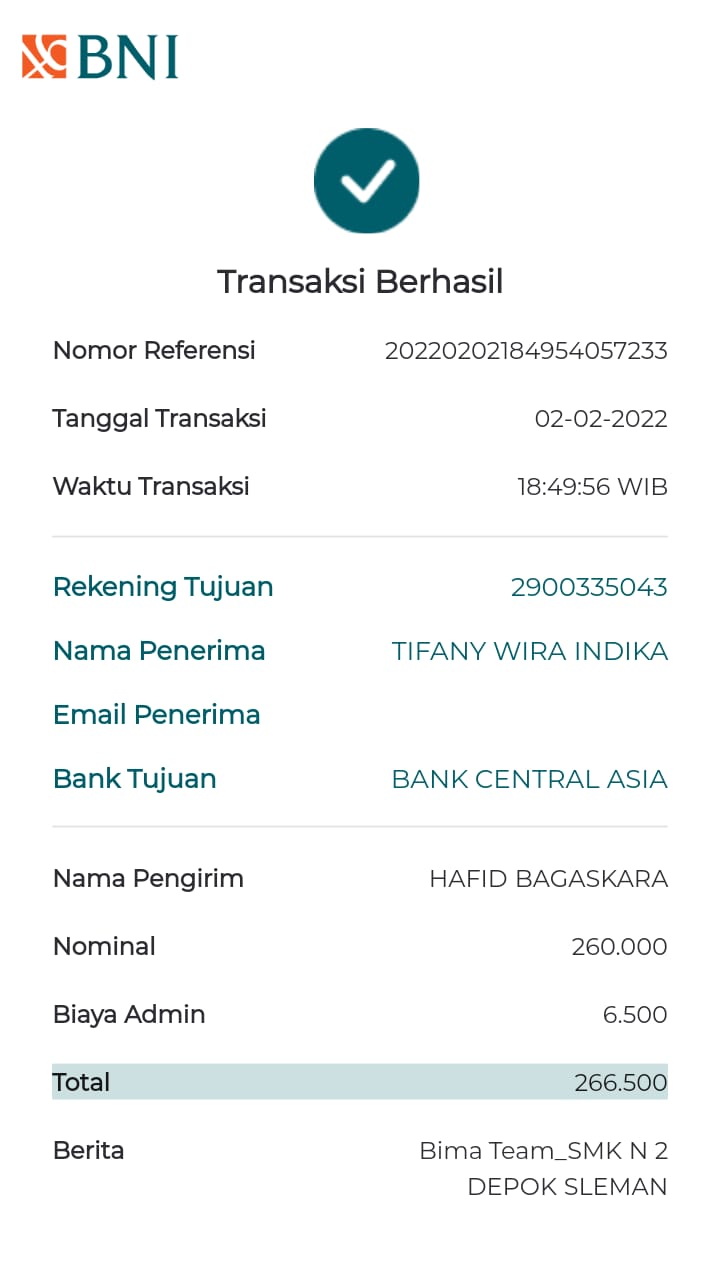 BNI
Transaksi Berhasil
Nomor Referensi 20220202184954057233
Tanggal Transaksi 02-02-2022
Waktu Transaksi 18:49:56 WIB
Rekening Tujuan 2900335043
Nama Penerima TIFANY WIRA INDIKA
Email Penerima
Bank Tujuan BANK CENTRAL ASIA
Nama Pengirim HAFID BAGASKARA
Nominal 260.000
Biaya Admin 6.500
Total 266.500
Berita Bima Team_SMK N 2
DEPOK SLEMAN